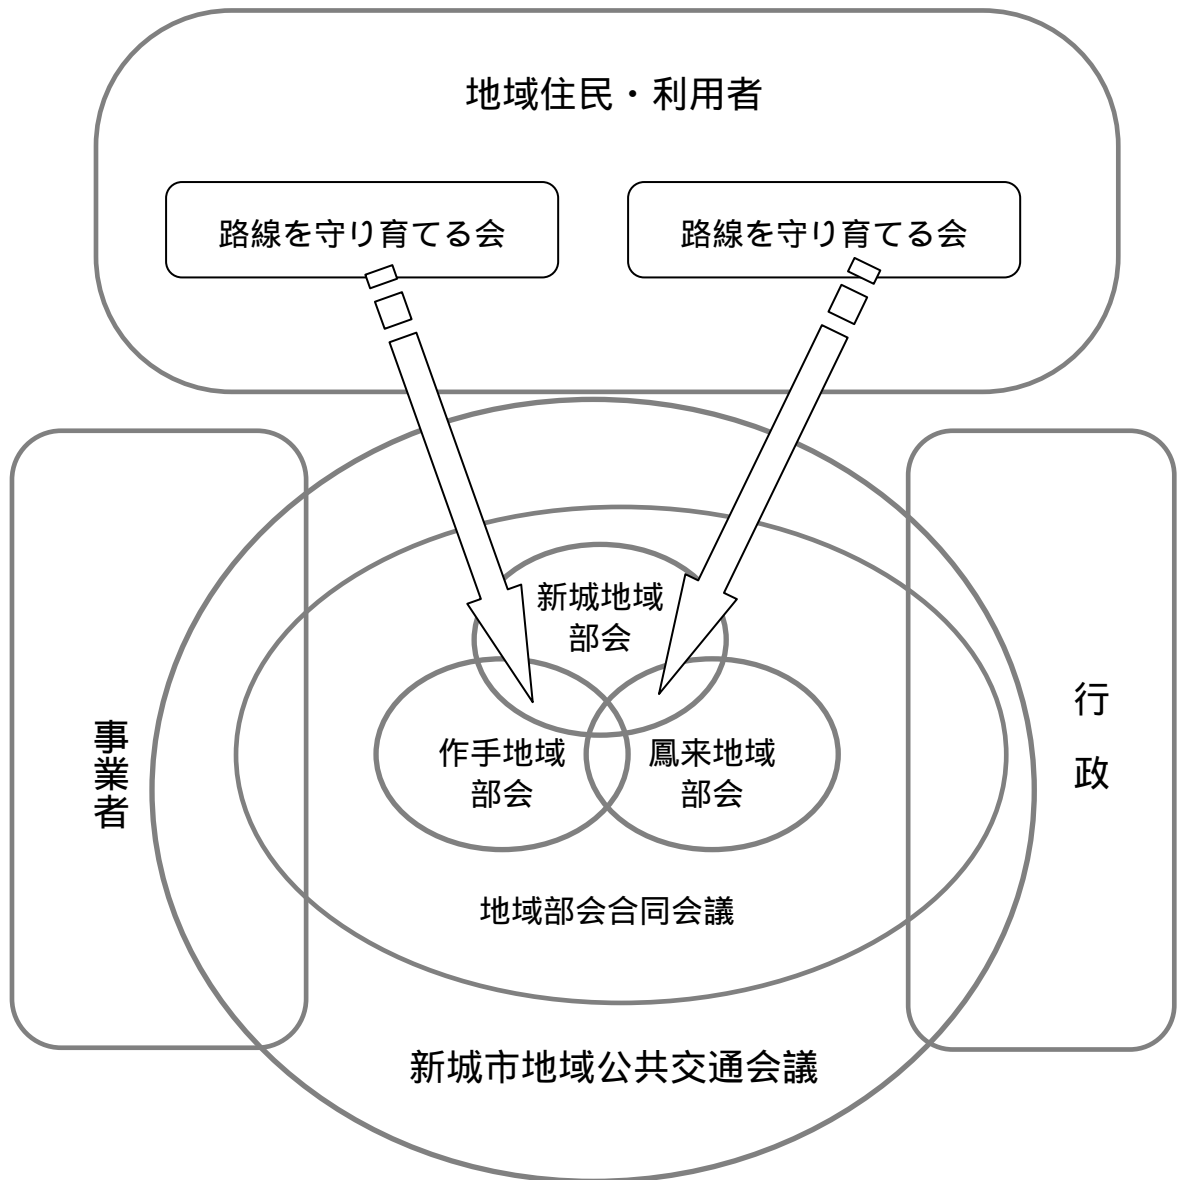 地域住民・利用者
路線を守り育てる会
路線を守り育てる会
新城地域
部会
作手地域
部会
鳳来地域
部会
事業者
行政
地域部会合同会議
新城市地域公共交通会議